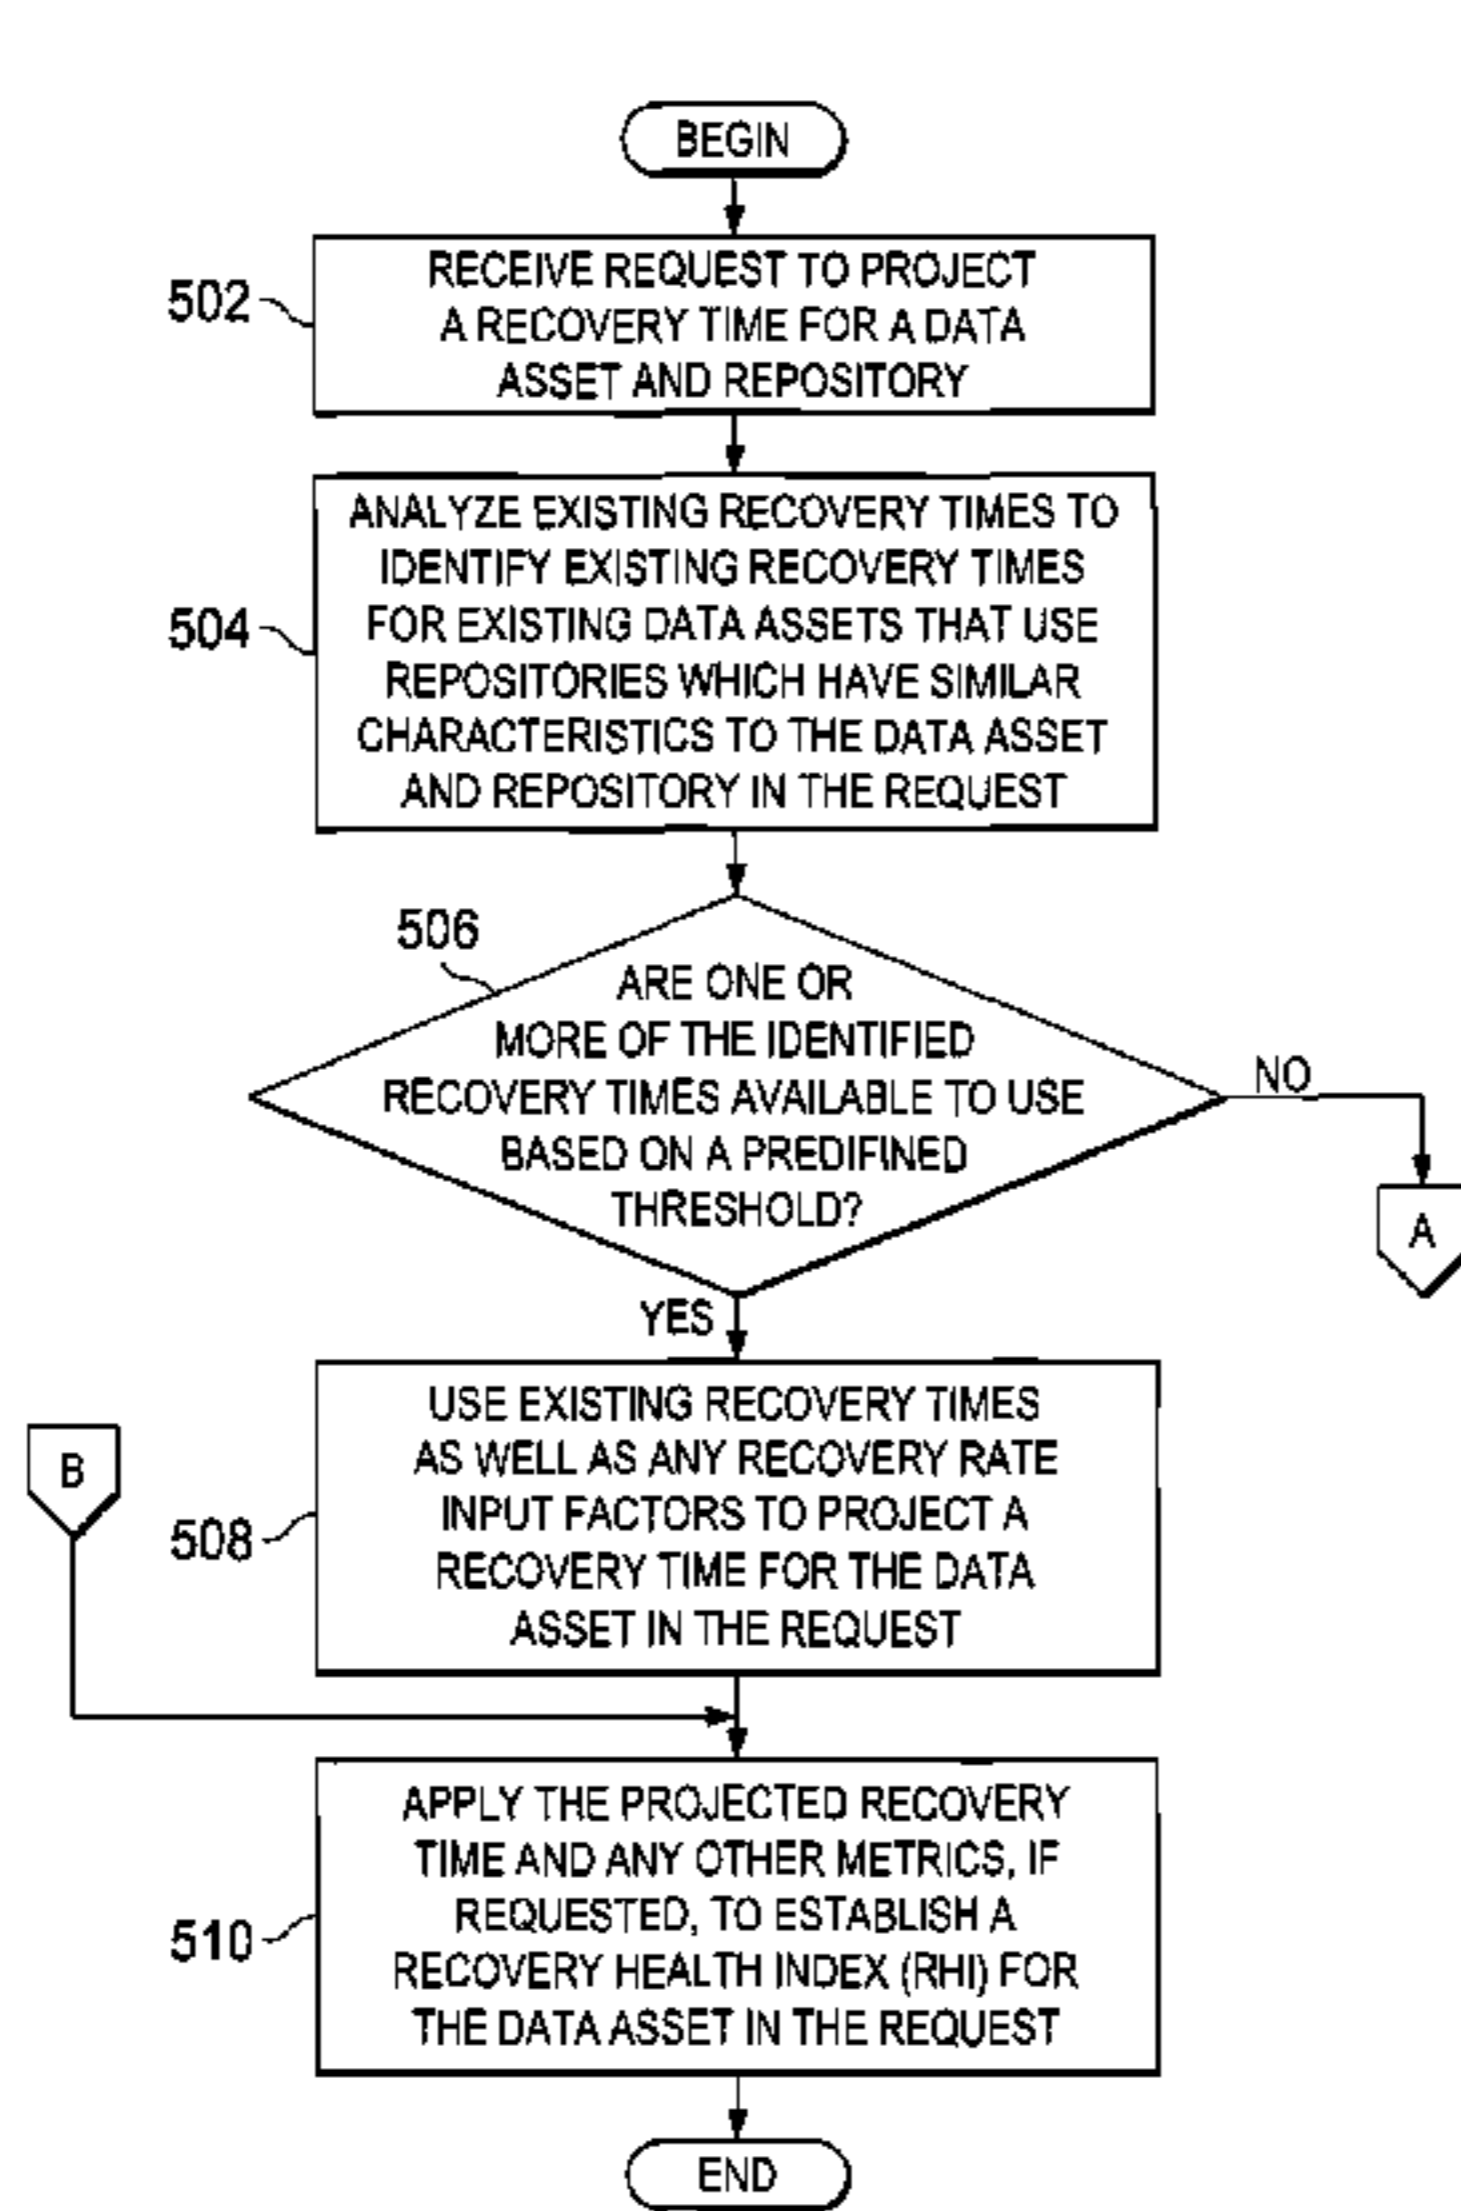 BEGIN
502
RECEIVE REQUEST TO PROJECT
A RECOVERY TIME FOR A DATA
ASSET AND REPOSITORY
504
ANALYZE EXISTING RECOVERY TIMES TO
IDENTIFY EXISTING RECOVERY TIMES
FOR EXISTING DATA ASSETS THAT USE
REPOSITORIES WHICH HAVE SIMILAR
CHARACTERISTICS TO THE DATA ASSET
AND REPOSITORY IN THE REQUEST
506
ARE ONE OR
MORE OF THE IDENTIFIED
RECOVERY TIMES AVAILABLE TO USE
BASED ON A PREDIFINED
THRESHOLD?
NO
A
YES
B
508
USE EXISTING RECOVERY TIMES
AS WELL AS ANY RECOVERY RATE
INPUT FACTORS TO PROJECT A
RECOVERY TIME FOR THE DATA
ASSET IN THE REQUEST
510
APPLY THE PROJECTED RECOVERY
TIME AND ANY OTHER METRICS, IF
REQUESTED, TO ESTABLISH A
RECOVERY HEALTH INDEX (RHI) FOR
THE DATA ASSET IN THE REQUEST
END